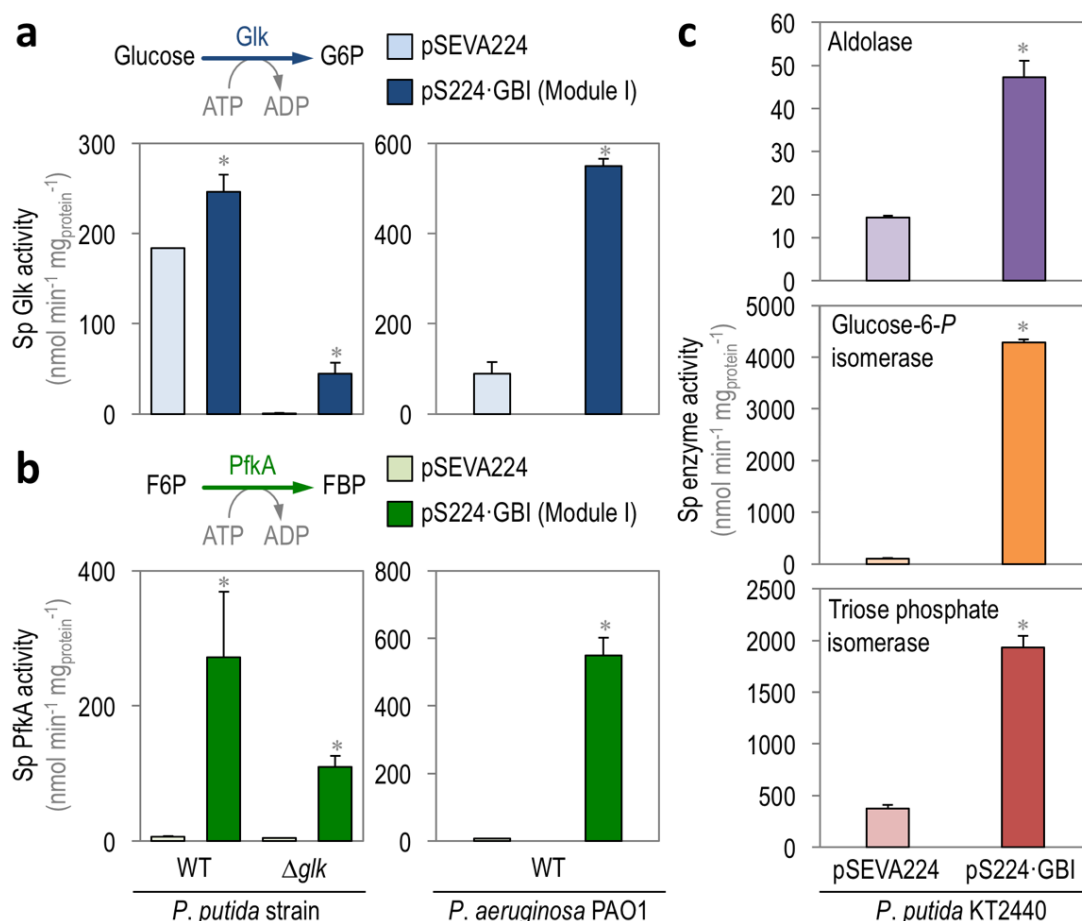 a
Glk
Glucose G6P
ATP ADP
pSEVA224
pS224·GBI (Module I)
Sp Glk activity
(nmol min-1 mgprotein-1)
300
200
100
0
*
*
600
400
200
0
*
b
PfkA
F6P FBP
ATP ADP
pSEVA224
pS224·GBI (Module I)
Sp PfkA activity
(nmol min-1 mgprotein-1)
400
200
0
*
*
800
600
400
200
0
*
WT Δglk
P. putida strain
WT
P. aeruginosa PAO1
c
Sp enzyme activity
(nmol min-1 mgprotein-1)
Aldolase
60
50
40
30
20
10
0
*
Glucose-6-P
isomerase
5000
4000
3000
2000
1000
0
*
Triose phosphate
isomerase
2500
2000
1500
1000
500
0
*
pSEVA224 pS224·GBI
P. putida KT2440